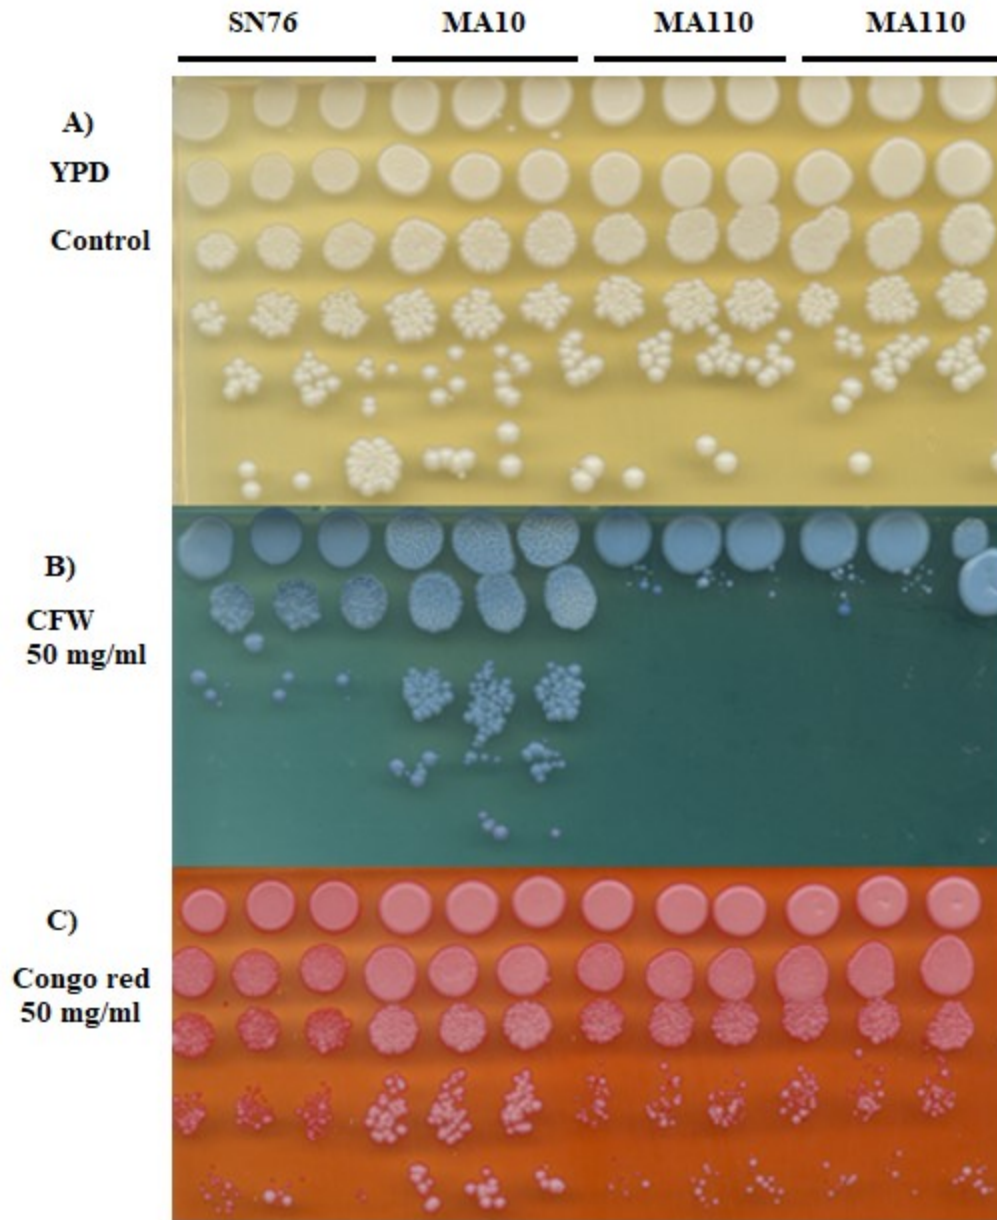 SN76 MA10 MA110 MA110
A)
YPD
Control
B)
CFW
50 mg/ml
C)
Congo red
50 mg/ml